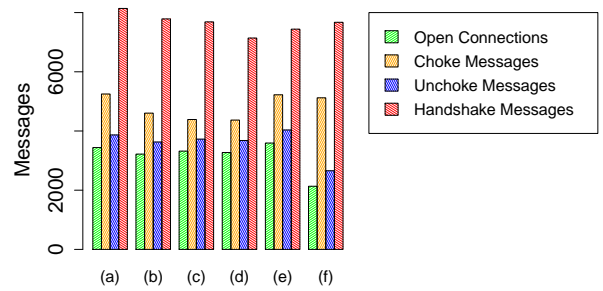 Messages
6000
2000
0
(a) (b) (c) (d) (e) (f)
Open Connections
Choke Messages
Unchoke Messages
Handshake Messages